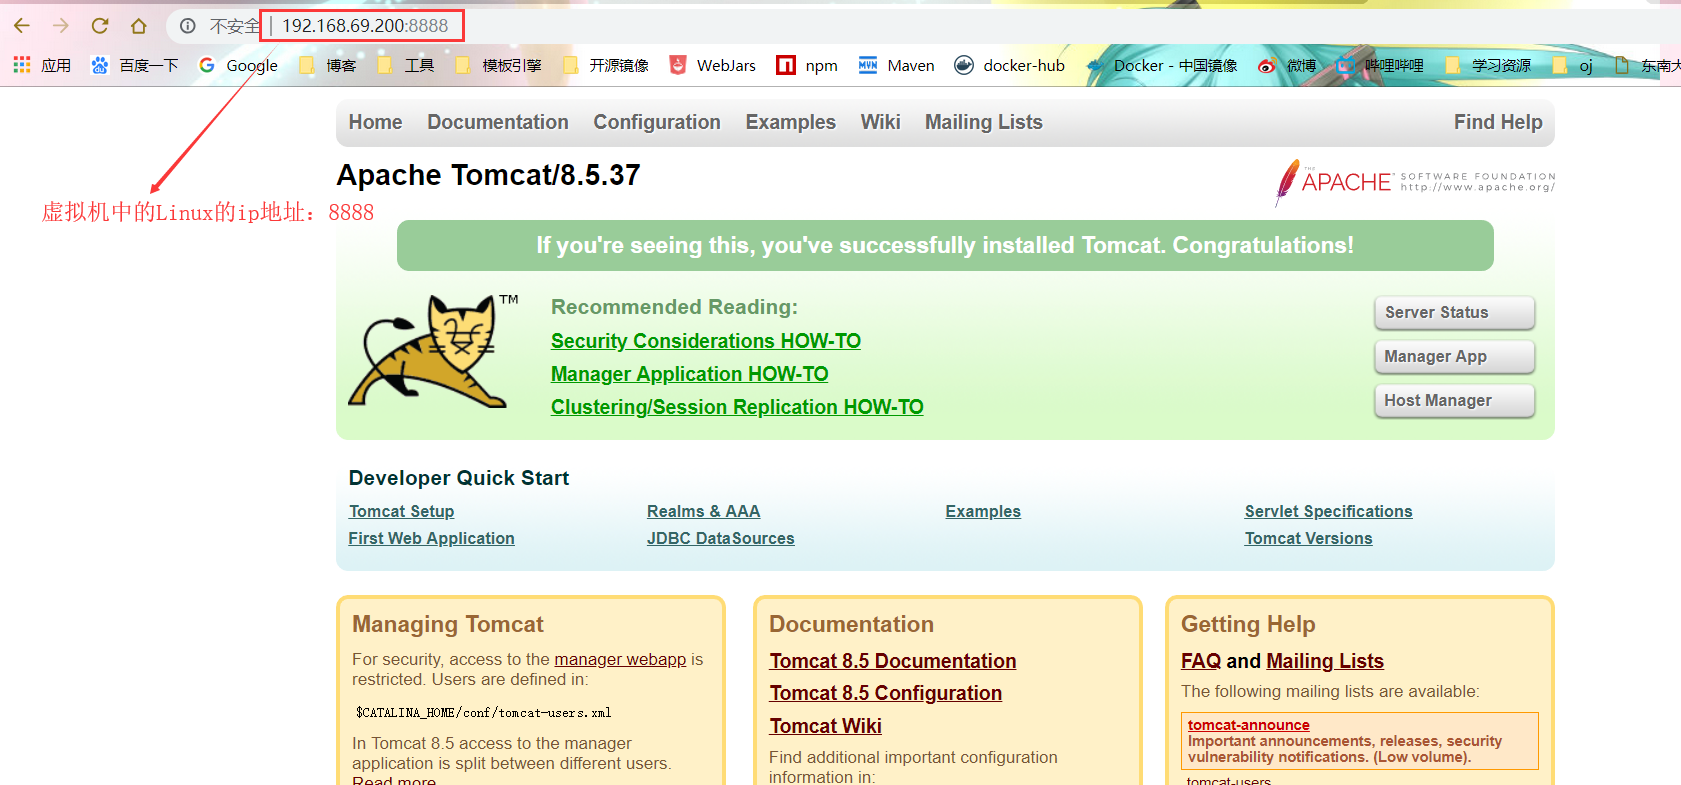 不安全 | 192.168.69.200:8888
应用 百度一下 Google 博客 工具 模板引擎 开源镜像 WebJars npm Maven docker-hub Docker - 中国镜像 微博 哔哩哔哩 学习资源 oj 东南大
Home Documentation Configuration Examples Wiki Mailing Lists Find Help
Apache Tomcat/8.5.37
THE APACHE SOFTWARE FOUNDATION
http://www.apache.org/
虚拟机中的Linux的ip地址：8888
If you're seeing this, you've successfully installed Tomcat. Congratulations!
TM
Recommended Reading:
Security Considerations HOW-TO
Manager Application HOW-TO
Clustering/Session Replication HOW-TO
Server Status
Manager App
Host Manager
Developer Quick Start
Tomcat Setup Realms & AAA Examples Servlet Specifications
First Web Application JDBC DataSources Tomcat Versions
Managing Tomcat
For security, access to the manager webapp is
restricted. Users are defined in:
$CATALINA_HOME/conf/tomcat-users.xml
In Tomcat 8.5 access to the manager
application is split between different users.
Read more
Documentation
Tomcat 8.5 Documentation
Tomcat 8.5 Configuration
Tomcat Wiki
Find additional important configuration
information in:
Getting Help
FAQ and Mailing Lists
The following mailing lists are available:
tomcat-announce
Important announcements, releases, security
vulnerability notifications. (Low volume).
tomcat-users